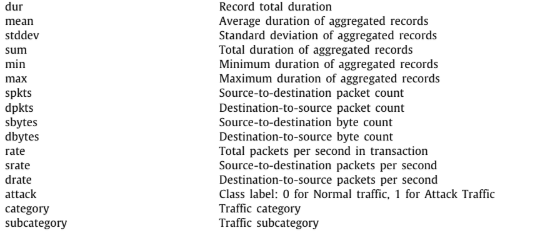 dur Record total duration
mean Average duration of aggregated records
stddev Standard deviation of aggregated records
sum Total duration of aggregated records
min Minimum duration of aggregated records
max Maximum duration of aggregated records
spkts Source-to-destination packet count
dpkts Destination-to-source packet count
sbytes Source-to-destination byte count
dbytes Destination-to-source byte count
rate Total packets per second in transaction
srate Source-to-destination packets per second
drate Destination-to-source packets per second
attack Class label: 0 for Normal traffic, 1 for Attack Traffic
category Traffic category
subcategory Traffic subcategory